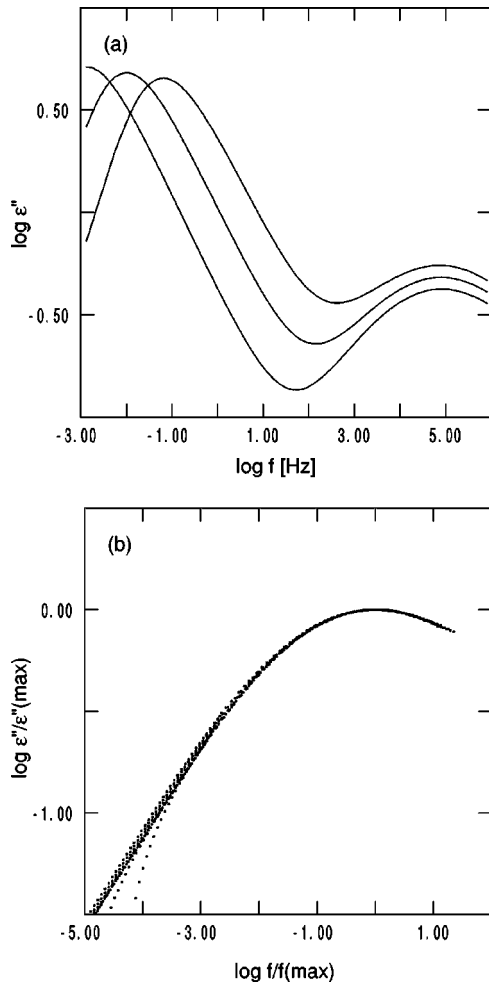 (a)
0.50
-0.50
log ε"
-3.00 -1.00 1.00 3.00 5.00
log f [Hz]
(b)
0.00
-1.00
log ε"/ε"(max)
-5.00 -3.00 -1.00 1.00
log f/f(max)